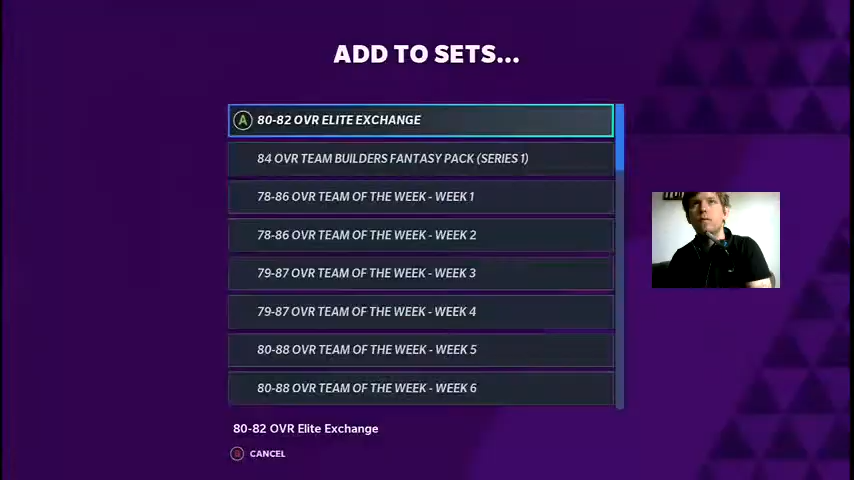 ADD TO SETS...
A 80-82 OVR ELITE EXCHANGE
84 OVR TEAM BUILDERS FANTASY PACK (SERIES 1)
78-86 OVR TEAM OF THE WEEK - WEEK 1
78-86 OVR TEAM OF THE WEEK - WEEK 2
79-87 OVR TEAM OF THE WEEK - WEEK 3
79-87 OVR TEAM OF THE WEEK - WEEK 4
80-88 OVR TEAM OF THE WEEK - WEEK 5
80-88 OVR TEAM OF THE WEEK - WEEK 6
80-82 OVR Elite Exchange
B CANCEL